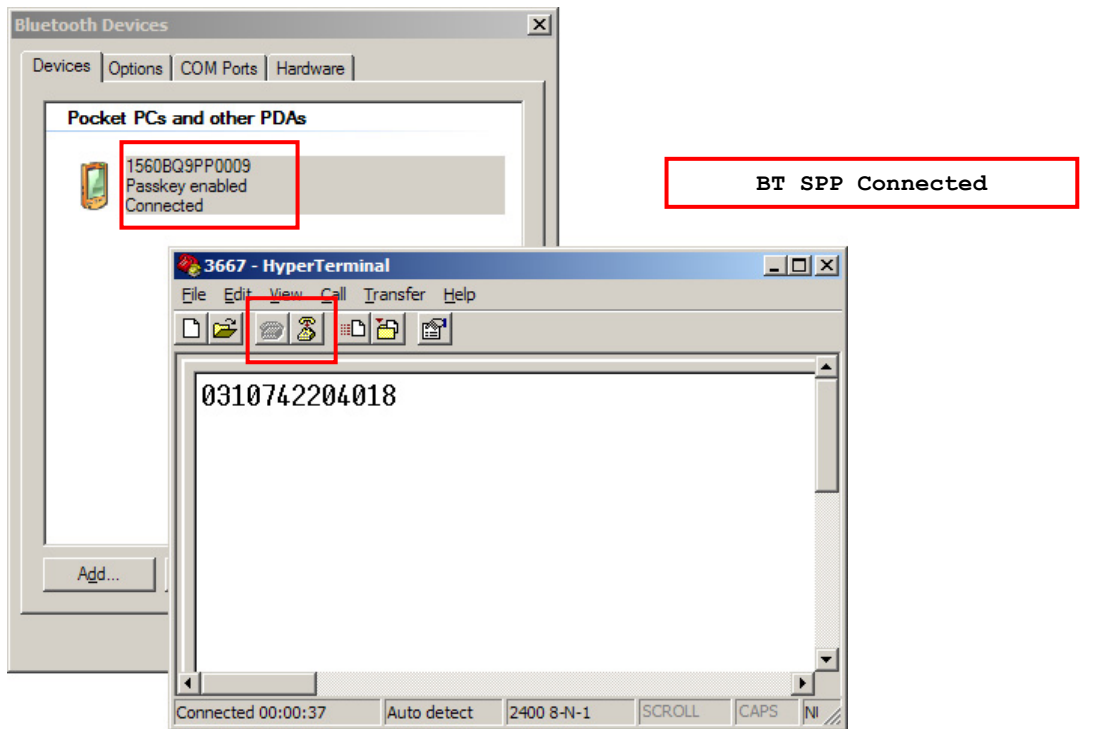 Bluetooth Devices
Devices Options COM Ports Hardware
Pocket PCs and other PDAs
1560BQ9PP0009
Passkey enabled
Connected
BT SPP Connected
3667 - HyperTerminal
File Edit View Call Transfer Help
0310742204018
Add...
Connected 00:00:37 Auto detect 2400 8-N-1 SCROLL CAPS